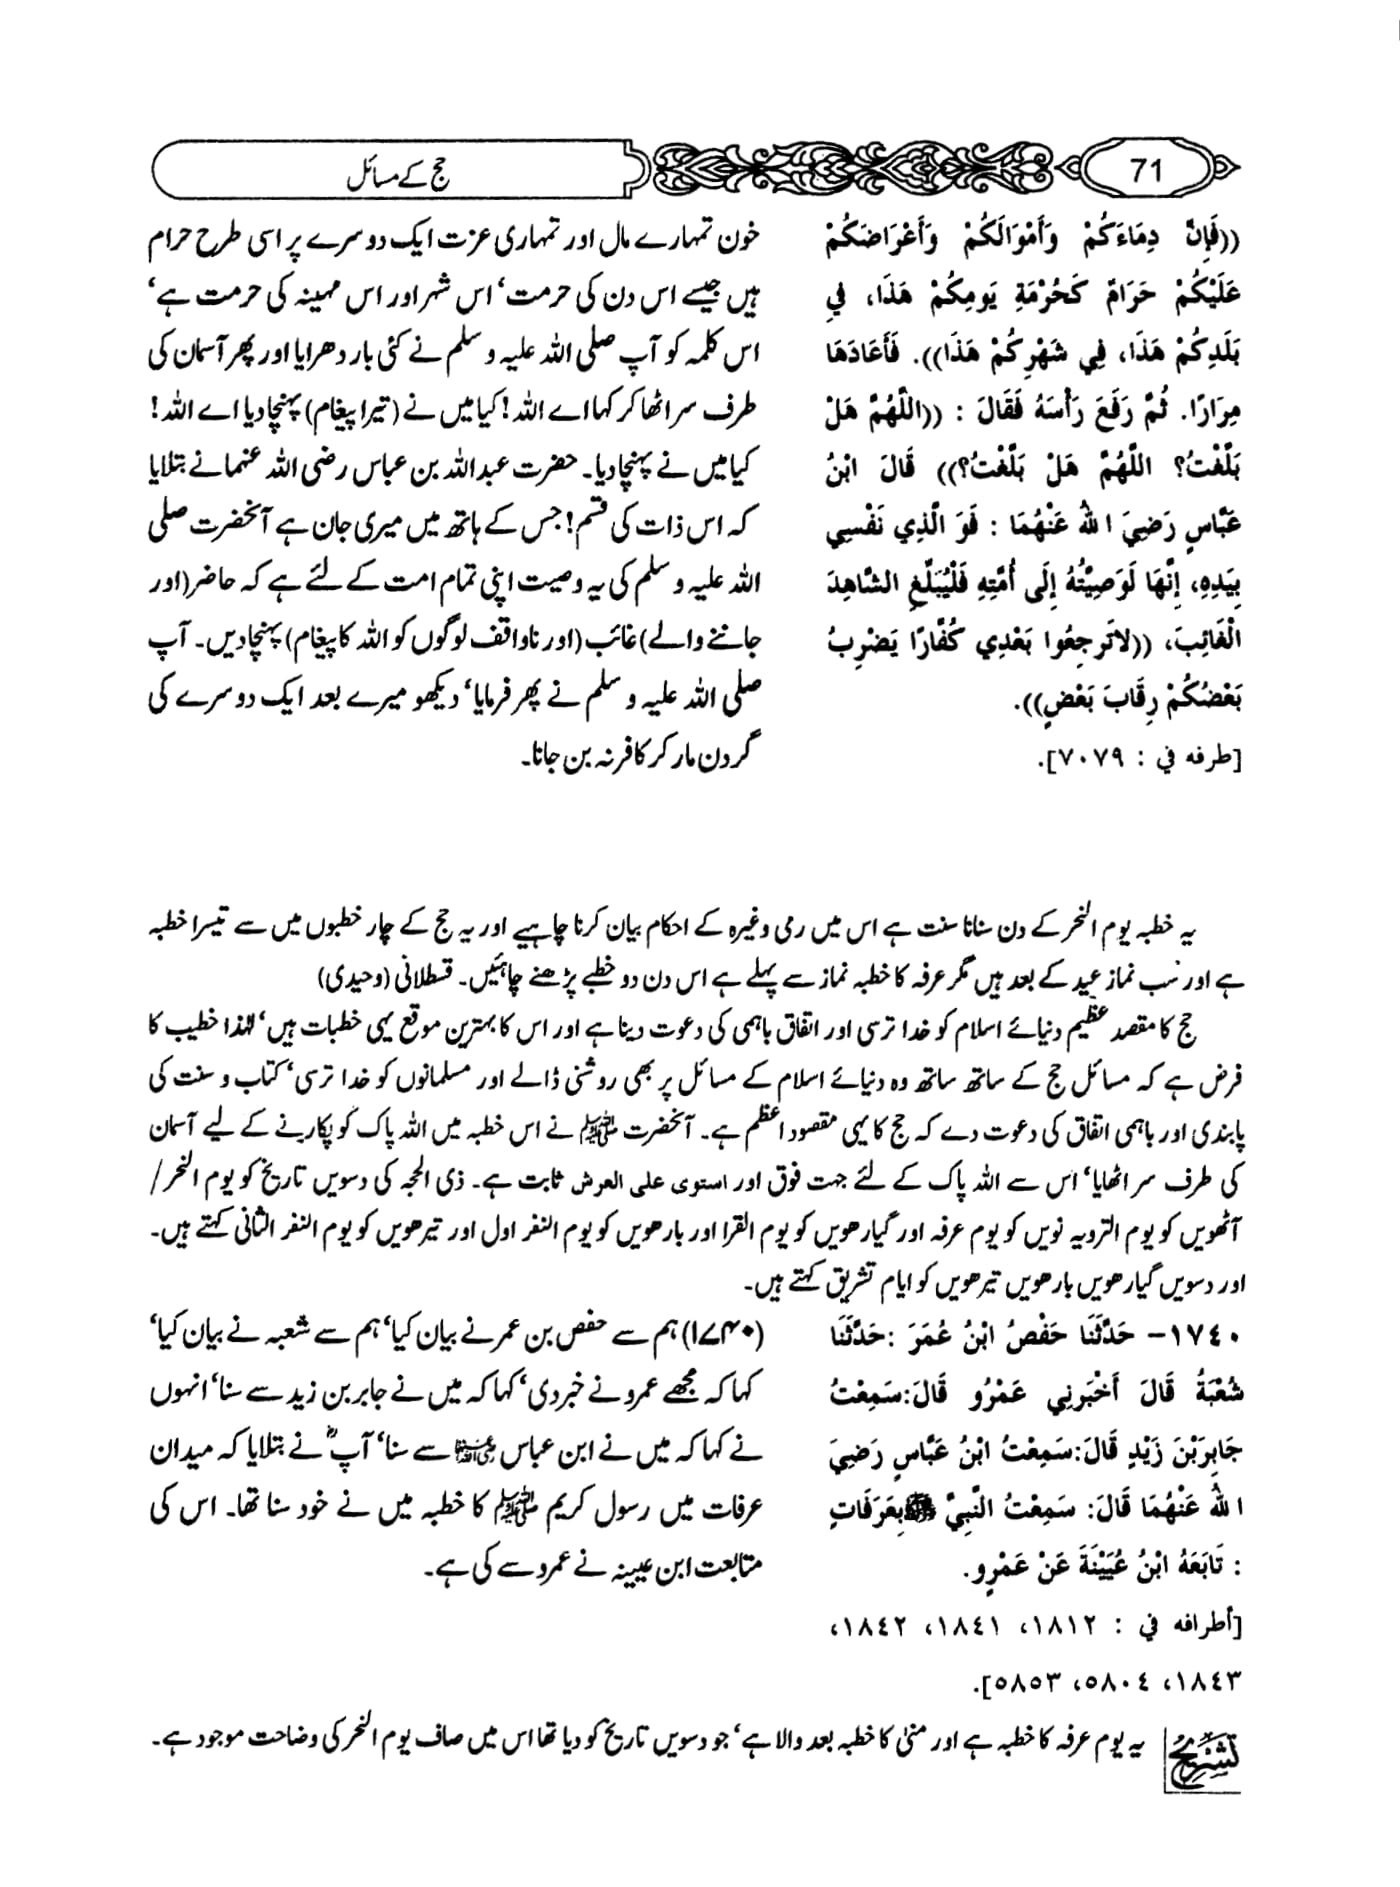 71
حج کے مسائل
((فَإِنَّ دِمَاءَكُمْ وَأَمْوَالَكُمْ وَأَعْرَاضَكُمْ
عَلَيْكُمْ حَرَامٌ كَحُرْمَةِ يَومِكُمْ هَذَا، فِي
بَلَدِكُمْ هَذَا، فِي شَهْرِكُمْ هَذَا)). فَأَعَادَهَا
مِرَارًا. ثُمَّ رَفَعَ رَأْسَهُ فَقَالَ : ((اللَّهُمَّ هَلْ
بَلَّغْتُ؟ اللَّهُمَّ هَلْ بَلَّغْتُ؟)) قَالَ ابْنُ
عَبَّاسٍ رَضِيَ اللهُ عَنْهُمَا : فَوَ الَّذِي نَفْسِي
بِيَدِهِ، إِنَّهَا لَوَصِيَّتُهُ إِلَى أُمَّتِهِ فَلْيُبَلِّغِ الشَّاهِدُ
الْغَائِبَ، ((لاَتَرجِعُوا بَعْدِي كُفَّارًا يَضْرِبُ
بَعْضُكُمْ رِقَابَ بَعْضٍ)).
[طرفه في : ٧٠٧٩].
خون تمہارے مال اور تمہاری عزت ایک دوسرے پر اسی طرح حرام
ہیں جیسے اس دن کی حرمت‘ اس شہر اور اس مہینہ کی حرمت ہے‘
اس کلمہ کو آپ صلی اللہ علیہ و سلم نے کئی بار دھرایا اور پھر آسمان کی
طرف سر اٹھا کر کہا اے اللہ! کیا میں نے (تیرا پیغام) پہنچا دیا اے اللہ!
کیا میں نے پہنچا دیا۔ حضرت عبداللہ بن عباس رضی اللہ عنہما نے بتلایا
کہ اس ذات کی قسم! جس کے ہاتھ میں میری جان ہے آنحضرت صلی
اللہ علیہ و سلم کی یہ وصیت اپنی تمام امت کے لئے ہے کہ حاضر (اور
جاننے والے) غائب (اور ناواقف لوگوں کو اللہ کا پیغام) پہنچا دیں۔ آپ
صلی اللہ علیہ و سلم نے پھر فرمایا‘ دیکھو میرے بعد ایک دوسرے کی
گردن مار کر کافر نہ بن جانا۔
یہ خطبہ یوم النحر کے دن سنانا سنت ہے اس میں رمی وغیرہ کے احکام بیان کرنا چاہیے اور یہ حج کے چار خطبوں میں سے تیسرا خطبہ
ہے اور سب نماز عید کے بعد ہیں مگر عرفہ کا خطبہ نماز سے پہلے ہے اس دن دو خطبے پڑھنے چاہئیں۔ قسطلانی (وحیدی)
حج کا مقصد عظیم دنیائے اسلام کو خدا ترسی اور اتفاق باہمی کی دعوت دینا ہے اور اس کا بہترین موقع یہی خطبات ہیں‘ لہٰذا خطیب کا
فرض ہے کہ مسائل حج کے ساتھ ساتھ وہ دنیائے اسلام کے مسائل پر بھی روشنی ڈالے اور مسلمانوں کو خدا ترسی‘ کتاب و سنت کی
پابندی اور باہمی اتفاق کی دعوت دے کہ حج کا یہی مقصود اعظم ہے۔ آنحضرت ﷺ نے اس خطبہ میں اللہ پاک کو پکارنے کے لیے آسمان
کی طرف سر اٹھایا‘ اس سے اللہ پاک کے لئے جہت فوق اور استوی علی العرش ثابت ہے۔ ذی الحجہ کی دسویں تاریخ کو یوم النحر/
آٹھویں کو یوم الترویہ نویں کو یوم عرفہ اور گیارھویں کو یوم القرا اور بارھویں کو یوم النفر اول اور تیرھویں کو یوم النفر الثانی کہتے ہیں۔
اور دسویں گیارھویں بارھویں تیرھویں کو ایام تشریق کہتے ہیں۔
١٧٤٠- حَدَّثَنَا حَفْصُ ابْنُ عُمَرَ :حَدَّثَنَا
شُعْبَةُ قَالَ أَخْبَرنِي عَمْرُو قَالَ:سَمِعْتُ
جَابِرَبْنَ زَيْدٍ قَالَ:سَمِعْتُ ابْنُ عَبَّاسٍ رَضِيَ
اللهُ عَنْهُمَا قَالَ: سَمِعْتُ النَّبِيَّ ﷺبِعَرَفَاتٍ
: تَابَعَهُ ابْنُ عُيَيْنَةَ عَنْ عَمْرٍو.
[أطرافه في : ١٨١٢، ١٨٤١، ١٨٤٢،
١٨٤٣، ٥٨٠٤، ٥٨٥٣].
(۱۷۴۰) ہم سے حفص بن عمر نے بیان کیا‘ ہم سے شعبہ نے بیان کیا‘
کہا کہ مجھے عمرو نے خبر دی‘ کہا کہ میں نے جابر بن زید سے سنا‘ انہوں
نے کہا کہ میں نے ابن عباس رضی اللہ عنہما سے سنا‘ آپ نے بتلایا کہ میدان
عرفات میں رسول کریم ﷺ کا خطبہ میں نے خود سنا تھا۔ اس کی
متابعت ابن عیینہ نے عمرو سے کی ہے۔
تشریح یہ یوم عرفہ کا خطبہ ہے اور منیٰ کا خطبہ بعد والا ہے‘ جو دسویں تاریخ کو دیا تھا اس میں صاف یوم النحر کی وضاحت موجود ہے۔